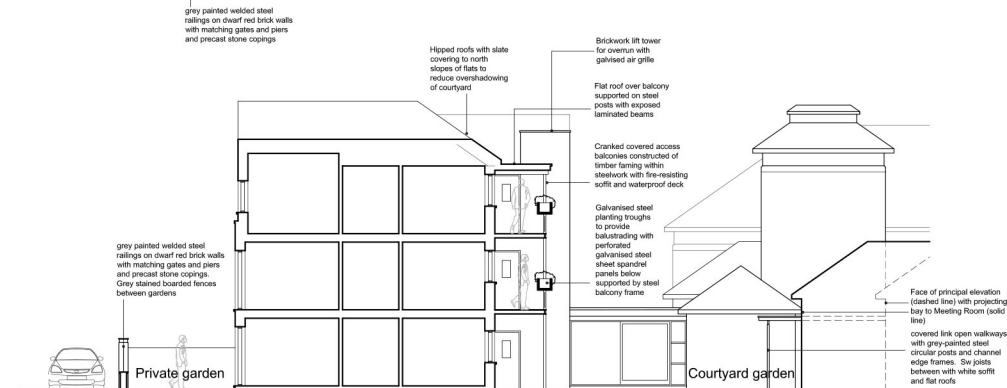 grey painted welded steel
railings on dwarf red brick walls
with matching gates and piers
and precast stone copings
Hipped roofs with slate
covering to north
slopes of flats to
reduce overshadowing
of courtyard
Brickwork lift tower
for overrun with
galvised air grille
Flat roof over balcony
supported on steel
posts with exposed
laminated beams
Cranked covered access
balconies constructed of
timber faming within
steelwork with fire-resisting
soffit and waterproof deck
Galvanised steel
planting troughs
to provide
balustrading with
perforated
galvanised steel
sheet spandrel
panels below
supported by steel
balcony frame
grey painted welded steel
railings on dwarf red brick walls
with matching gates and piers
and precast stone copings.
Grey stained boarded fences
between gardens
Face of principal elevation
(dashed line) with projecting
bay to Meeting Room (solid
line)
covered link open walkways
with grey-painted steel
circular posts and channel
edge frames. Sw joists
between with white soffit
and flat roofs
Private garden
Courtyard garden